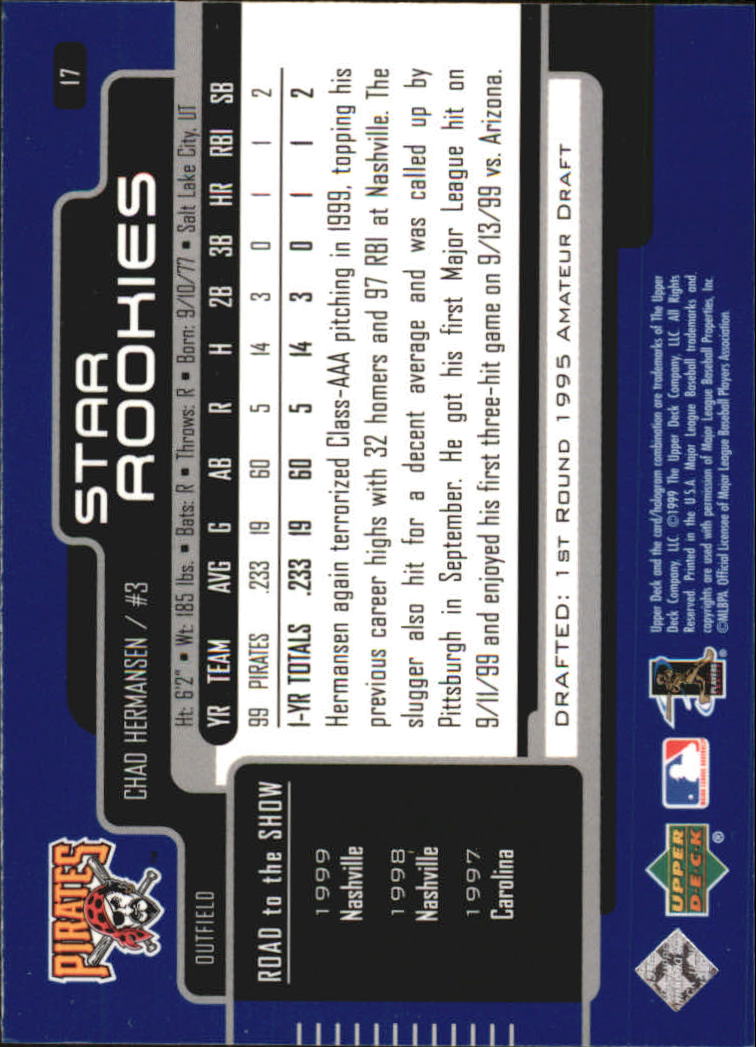 17
STAR
ROOKIES
CHAD HERMANSEN / #3
PIRATES
OUTFIELD
Ht: 6'2" ■ Wt: 185 lbs. ■ Bats: R ■ Throws: R ■ Born: 9/10/77 ■ Salt Lake City, UT
YR TEAM AVG G AB R H 2B 3B HR RBI SB
99 PIRATES .233 19 60 5 14 3 0 1 1 2
1-YR TOTALS .233 19 60 5 14 3 0 1 1 2
Hermansen again terrorized Class-AAA pitching in 1999, topping his
previous career highs with 32 homers and 97 RBI at Nashville. The
slugger also hit for a decent average and was called up by
Pittsburgh in September. He got his first Major League hit on
9/11/99 and enjoyed his first three-hit game on 9/13/99 vs. Arizona.
DRAFTED: 1ST ROUND 1995 AMATEUR DRAFT
ROAD to the SHOW
1999
Nashville
1998
Nashville
1997
Carolina
UPPER
DECK
®
MAJOR LEAGUE BASEBALL
PLAYERS
®
Upper Deck and the card/hologram combination are trademarks of The Upper
Deck Company, LLC. ©1999 The Upper Deck Company, LLC. All Rights
Reserved. Printed in the U.S.A. Major League Baseball trademarks and
copyrights are used with permission of Major League Baseball Properties, Inc.
©MLBPA Official Licensee of Major League Baseball Players Association